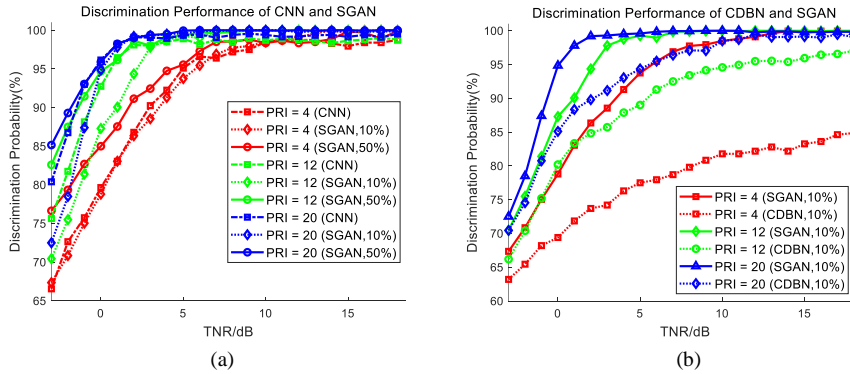 Discrimination Performance of CNN and SGAN
Discrimination Probability(%)
100
95
90
85
80
75
70
65
0
5
10
15
TNR/dB
PRI = 4 (CNN)
PRI = 4 (SGAN,10%)
PRI = 4 (SGAN,50%)
PRI = 12 (CNN)
PRI = 12 (SGAN,10%)
PRI = 12 (SGAN,50%)
PRI = 20 (CNN)
PRI = 20 (SGAN,10%)
PRI = 20 (SGAN,50%)
(a)
Discrimination Performance of CDBN and SGAN
Discrimination Probability(%)
100
95
90
85
80
75
70
65
60
0
5
10
15
TNR/dB
PRI = 4 (SGAN,10%)
PRI = 4 (CDBN,10%)
PRI = 12 (SGAN,10%)
PRI = 12 (CDBN,10%)
PRI = 20 (SGAN,10%)
PRI = 20 (CDBN,10%)
(b)